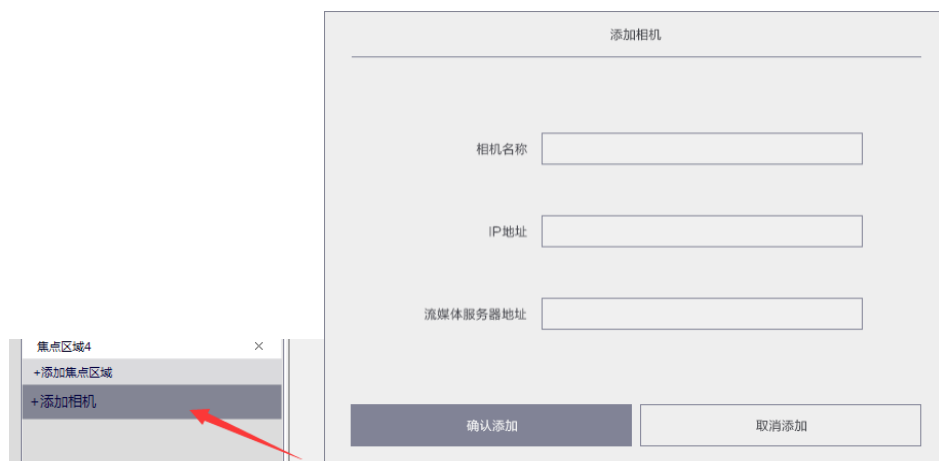 添加相机
相机名称
IP地址
流媒体服务器地址
确认添加 取消添加
焦点区域4 ×
+添加焦点区域
+添加相机